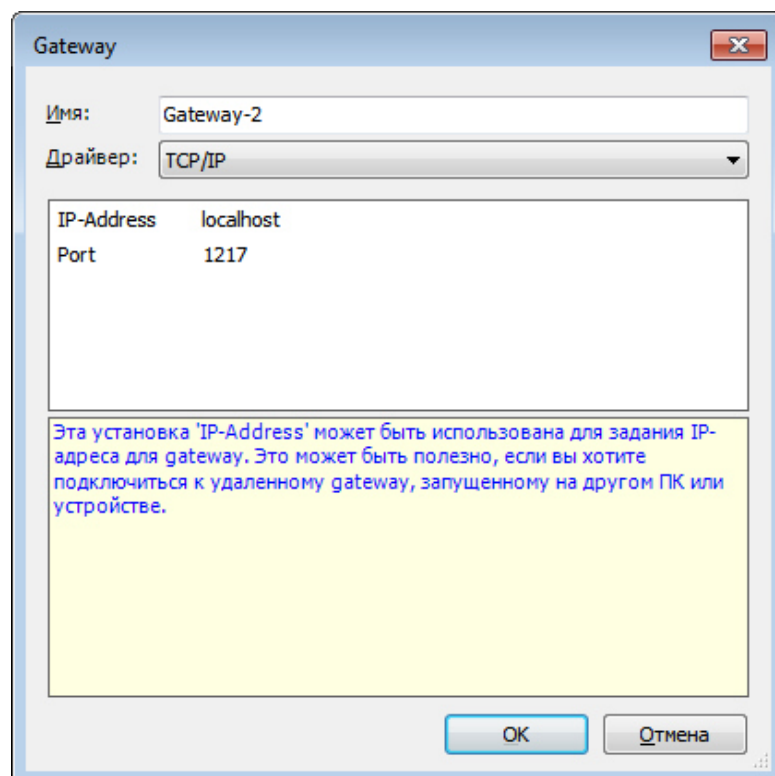 Gateway
Имя: Gateway-2
Драйвер: TCP/IP
IP-Address localhost
Port 1217
Эта установка 'IP-Address' может быть использована для задания IP-
адреса для gateway. Это может быть полезно, если вы хотите
подключиться к удаленному gateway, запущенному на другом ПК или
устройстве.
OK Отмена